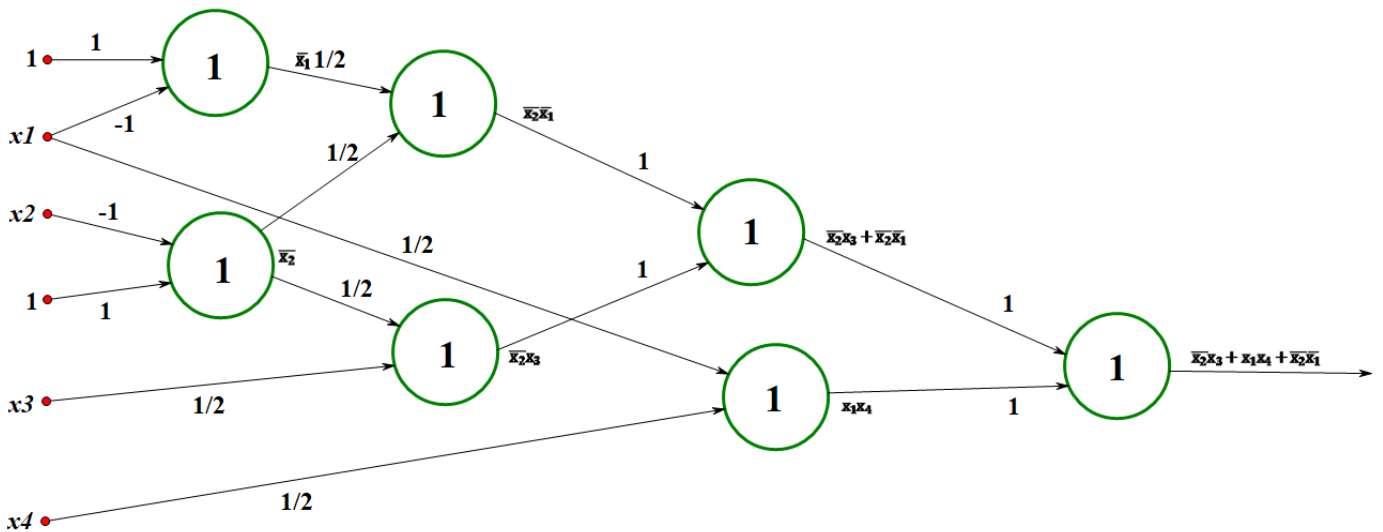 1 1 1 x̅₁ 1/2 1 x̅₂x̅₁
x1 -1 1/2 1
x2 -1 1 x̅₂ 1/2 1 x̅₂x₃ + x̅₂x̅₁
1 1 1/2 1 1
x3 1/2 1 x̅₂x₃ 1 x̅₂x₃ + x₁x₄ + x̅₂x̅₁
1 x₁x₄ 1
x4 1/2